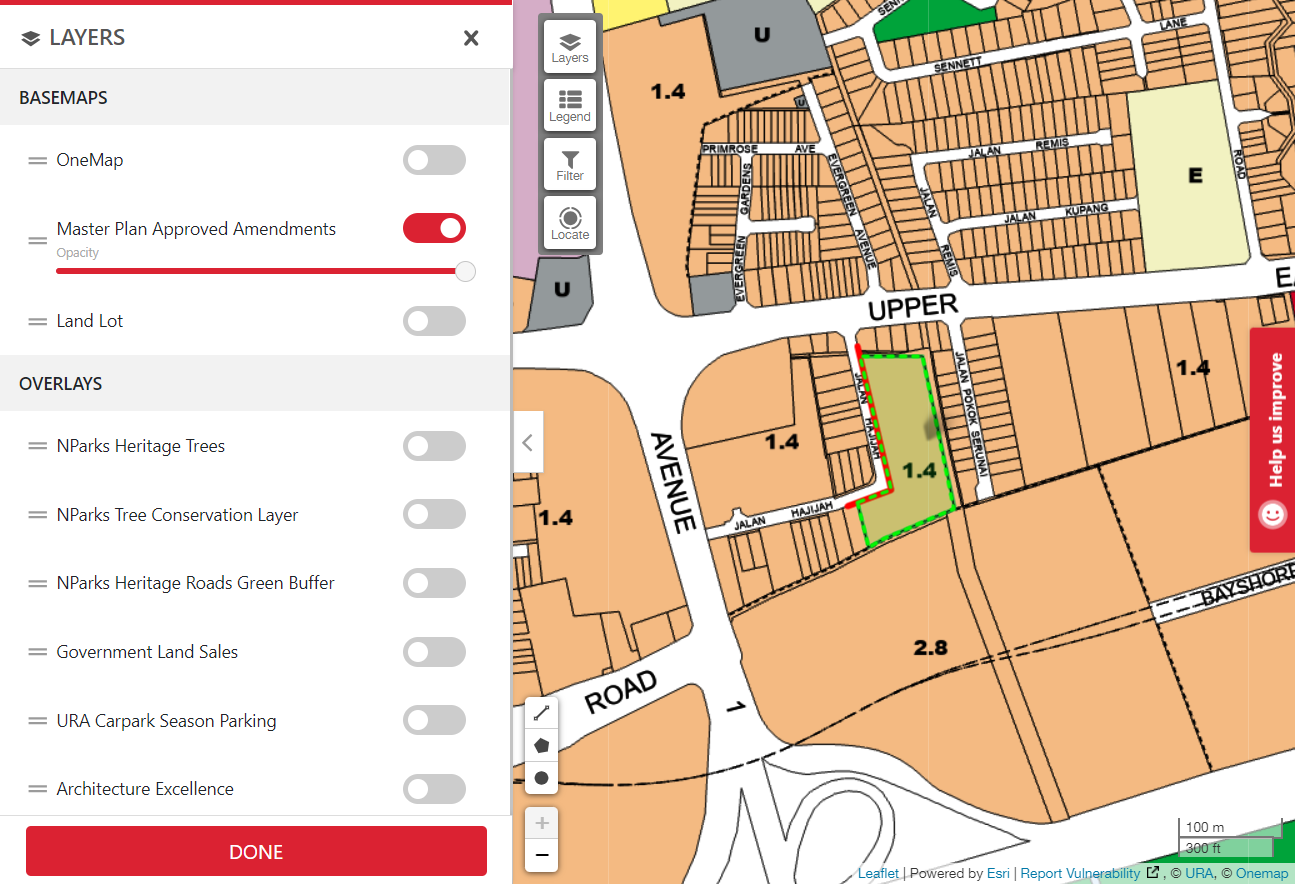 LAYERS
BASEMAPS
OneMap
Master Plan Approved Amendments
Opacity
Land Lot
OVERLAYS
NParks Heritage Trees
NParks Tree Conservation Layer
NParks Heritage Roads Green Buffer
Government Land Sales
URA Carpark Season Parking
Architecture Excellence
DONE
Layers
Legend
Filter
Locate
U
1.4
U
PRIMROSE AVE
EVERGREEN GARDENS
EVERGREEN AVENUE
SENNETT
LANE
JALAN REMIS
JALAN KUPANG
JALAN REMIS
ROAD
E
U
UPPER
JALAN HAJIJAH
JALAN POKOK SERUNAI
1.4
1.4
1.4
1.4
AVENUE
JALAN HAJIJAH
2.8
BAYSHORE
ROAD
1
Help us improve
+
−
100 m
300 ft
Leaflet | Powered by Esri | Report Vulnerability , © URA, © Onemap